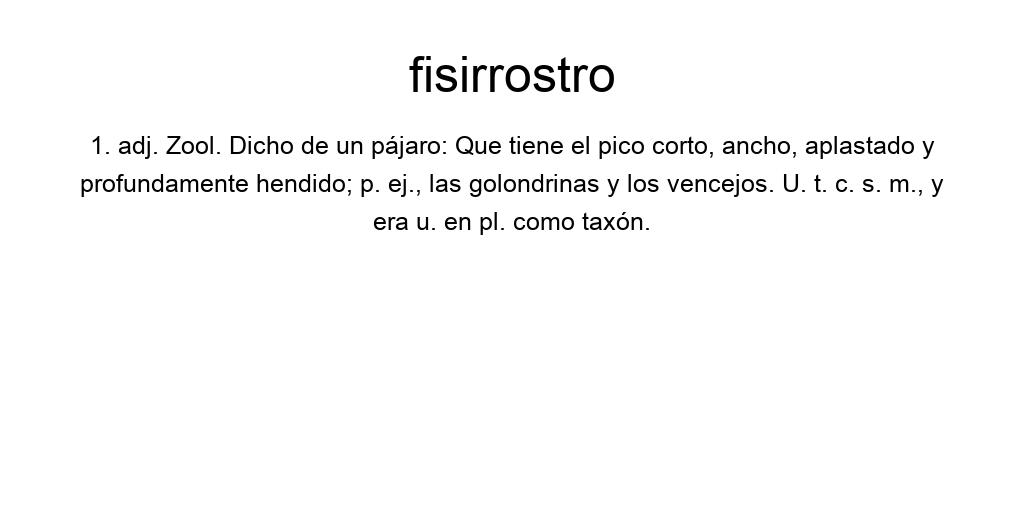 fisirrostro
1. adj. Zool. Dicho de un pájaro: Que tiene el pico corto, ancho, aplastado y
profundamente hendido; p. ej., las golondrinas y los vencejos. U. t. c. s. m., y
era u. en pl. como taxón.